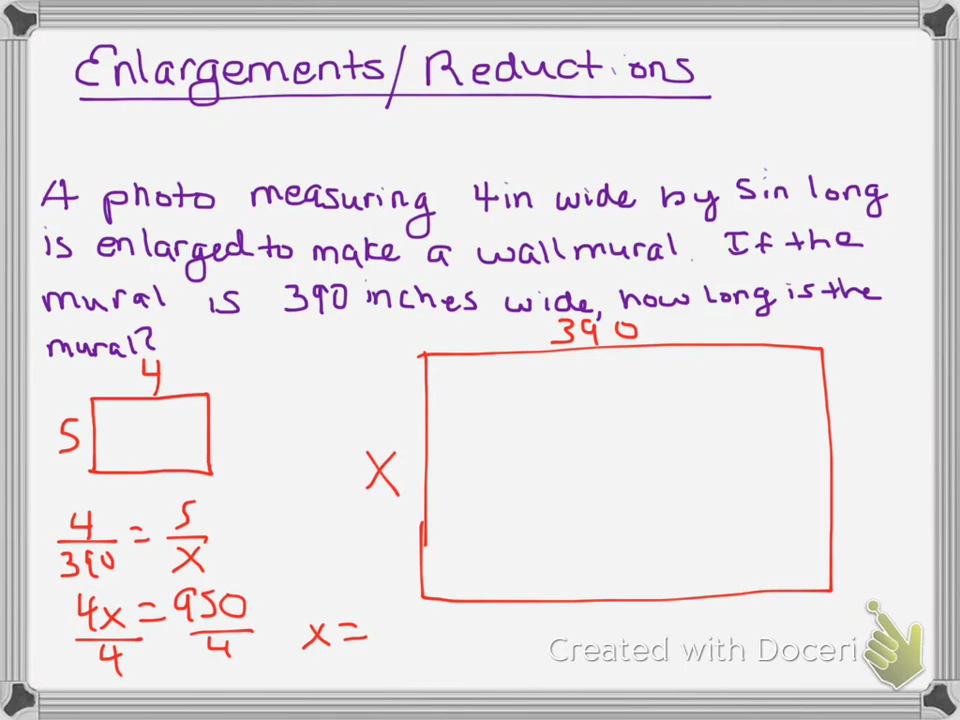 Enlargements/Reductions
A photo measuring 4in wide by 5in long
is enlarged to make a wall mural. If the
mural is 390 inches wide, how long is the
mural?
390
4
5
X
4/390 = 5/X
4x/4 = 950/4
x =
Created with Doceri